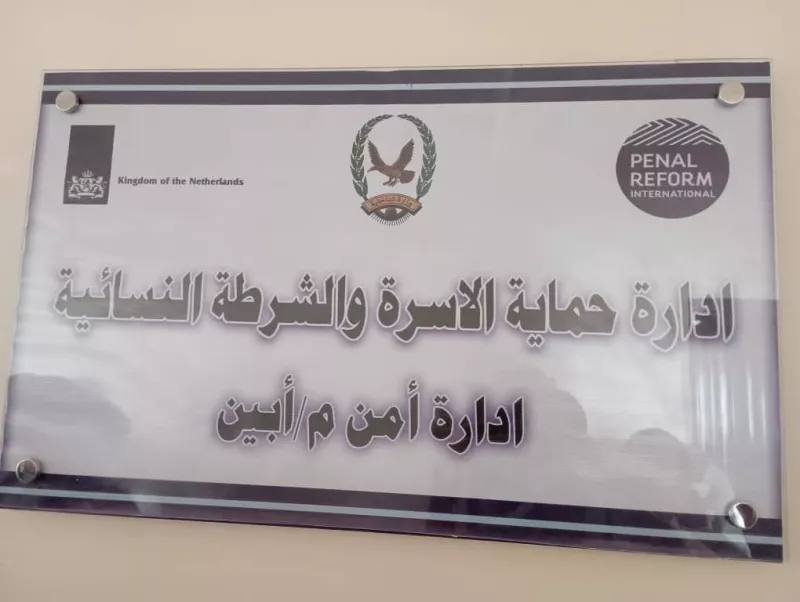 Kingdom of the Netherlands
PENAL
REFORM
INTERNATIONAL
ادارة حماية الاسرة والشرطة النسائية
ادارة أمن م/أبين